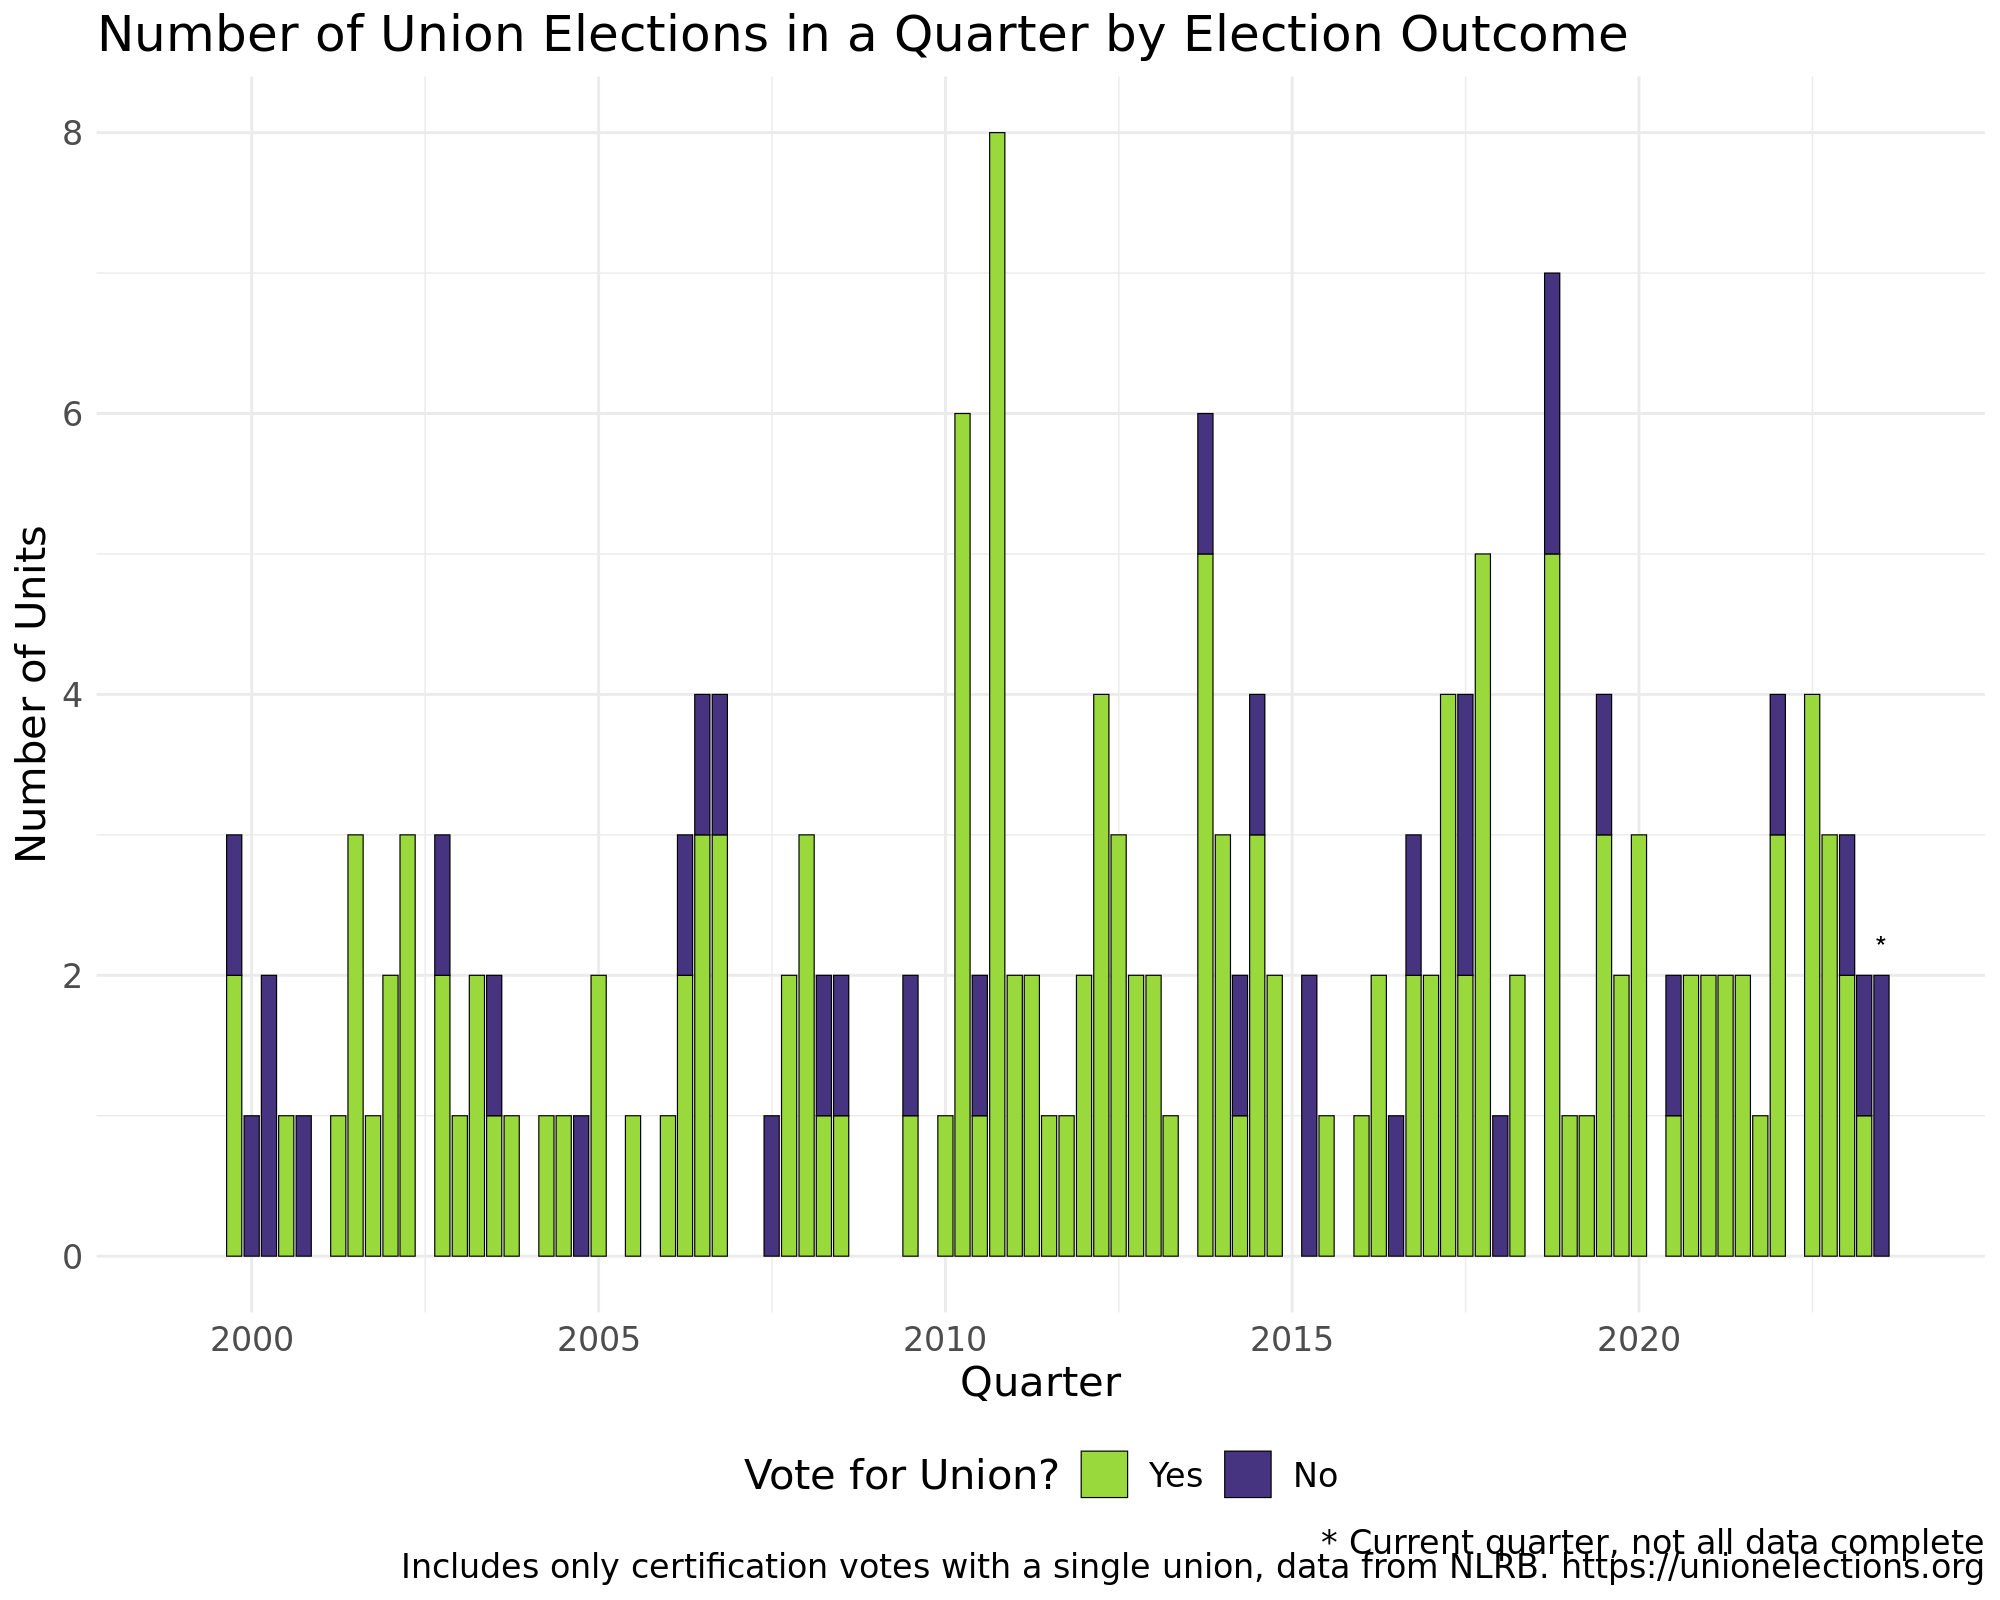 Number of Union Elections in a Quarter by Election Outcome
8
6
4
2
0
Number of Units
*
2000 2005 2010 2015 2020
Quarter
Vote for Union? Yes No
* Current quarter, not all data complete
Includes only certification votes with a single union, data from NLRB. https://unionelections.org